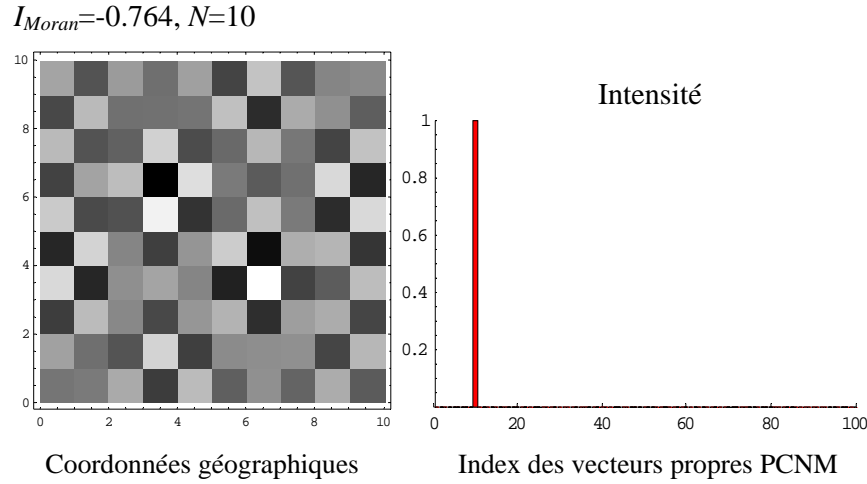 I_Moran=-0.764, N=10
10
8
6
4
2
0
0 2 4 6 8 10
Coordonnées géographiques
Intensité
1
0.8
0.6
0.4
0.2
0 20 40 60 80 100
Index des vecteurs propres PCNM